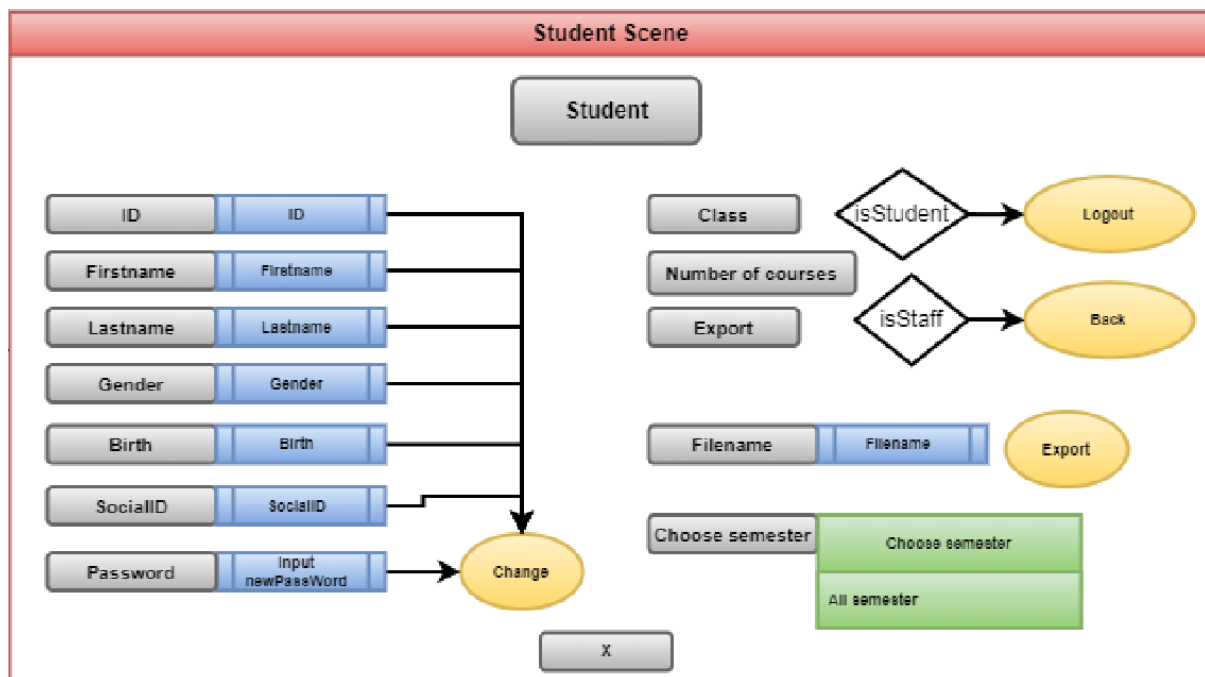 Student Scene
Student
ID
ID
Firstname
Firstname
Lastname
Lastname
Gender
Gender
Birth
Birth
SocialID
SocialID
Password
Input
newPassWord
Change
Class
isStudent
Logout
Number of courses
Export
isStaff
Back
Filename
Filename
Export
Choose semester
Choose semester
All semester
X